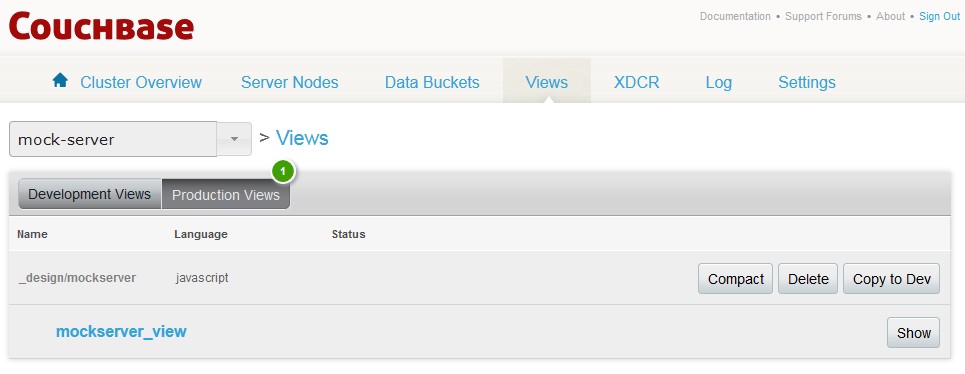 COUCHBASE
Documentation • Support Forums • About • Sign Out
Cluster Overview Server Nodes Data Buckets Views XDCR Log Settings
mock-server > Views
1
Development Views Production Views
Name Language Status
_design/mockserver javascript Compact Delete Copy to Dev
mockserver_view Show